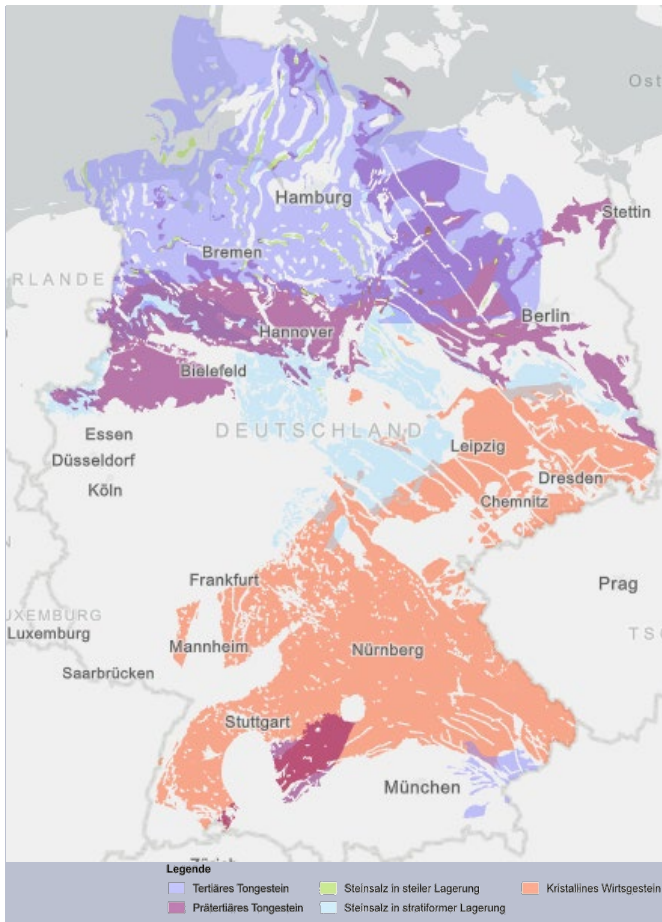 Ost
Hamburg
Stettin
Bremen
RLANDE
Berlin
Hannover
Bielefeld
DEUTSCHLAND
Essen
Leipzig
Düsseldorf
Dresden
Köln
Chemnitz
Frankfurt
Prag
UXEMBURG
Luxemburg
TSC
Mannheim
Nürnberg
Saarbrücken
Stuttgart
München
Legende
Tertiäres Tongestein
Steinsalz in steiler Lagerung
Kristallines Wirtsgestein
Prätertiäres Tongestein
Steinsalz in stratiformer Lagerung